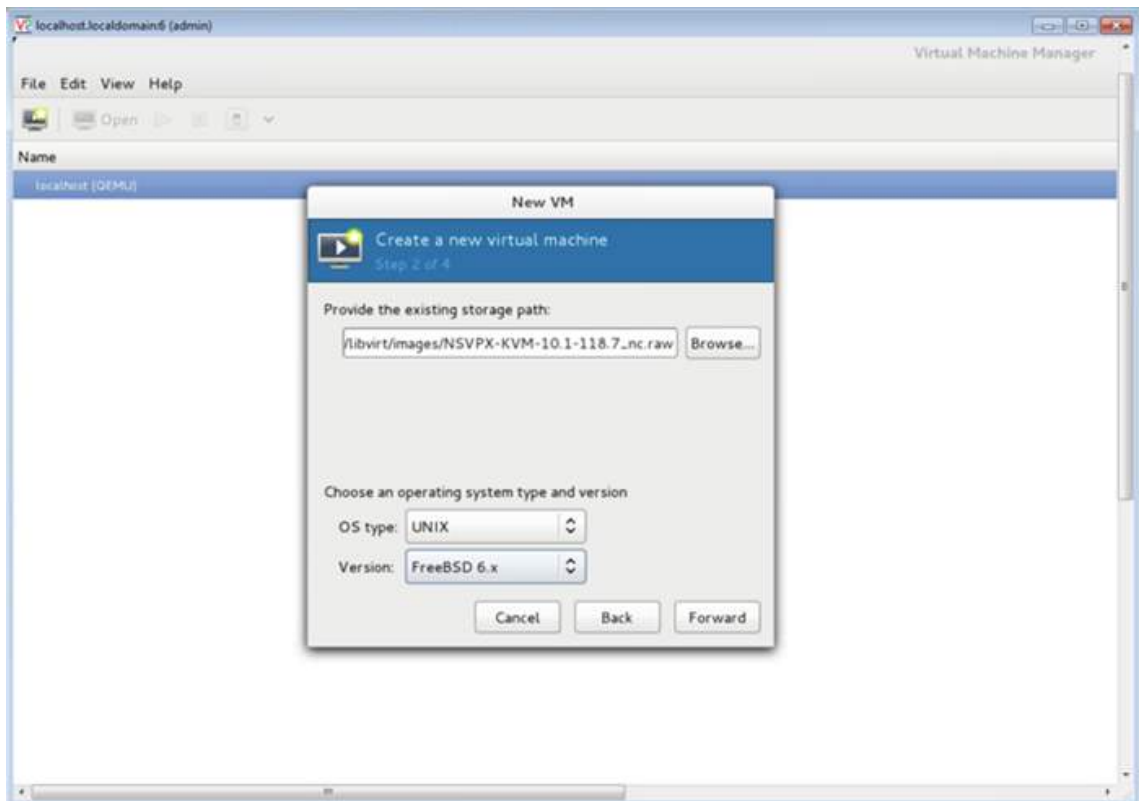 localhost.localdomain:6 (admin)
Virtual Machine Manager
File Edit View Help
Open
Name
localhost (QEMU)
New VM
Create a new virtual machine
Step 2 of 4
Provide the existing storage path:
/libvirt/images/NSVPX-KVM-10.1-118.7_nc.raw Browse...
Choose an operating system type and version
OS type: UNIX
Version: FreeBSD 6.x
Cancel Back Forward